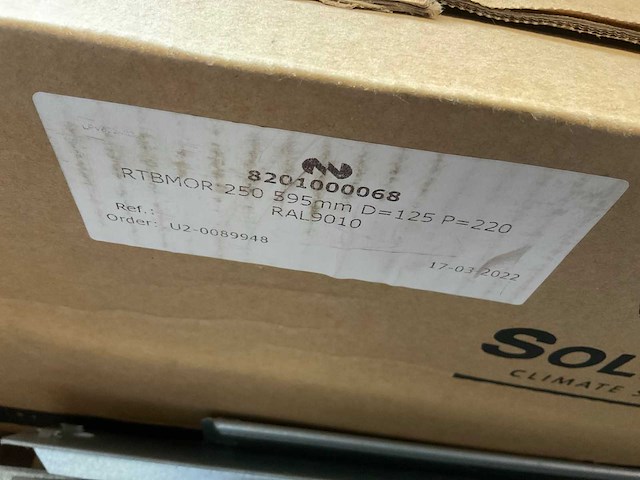 8201000068
RTBMOR 250 595mm D=125 P=220
RAL9010
Ref.:
Order: U2-0089948
17-03-2022
SOL
CLIMATE S